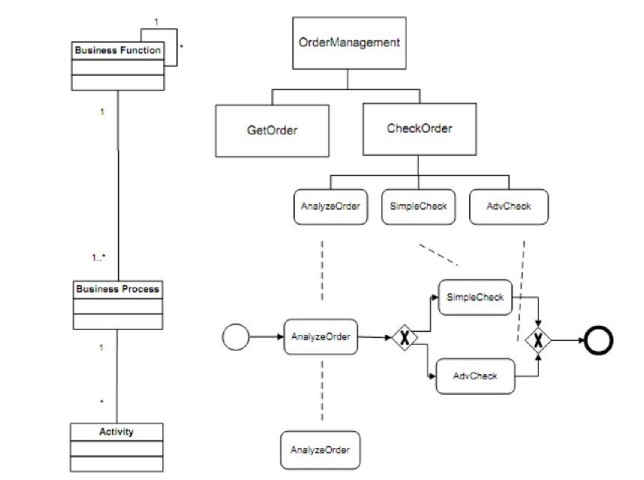 1
*
Business Function
OrderManagement
1
GetOrder
CheckOrder
AnalyzeOrder
SimpleCheck
AdvCheck
1..*
Business Process
SimpleCheck
AnalyzeOrder
X
X
1
AdvCheck
*
Activity
AnalyzeOrder